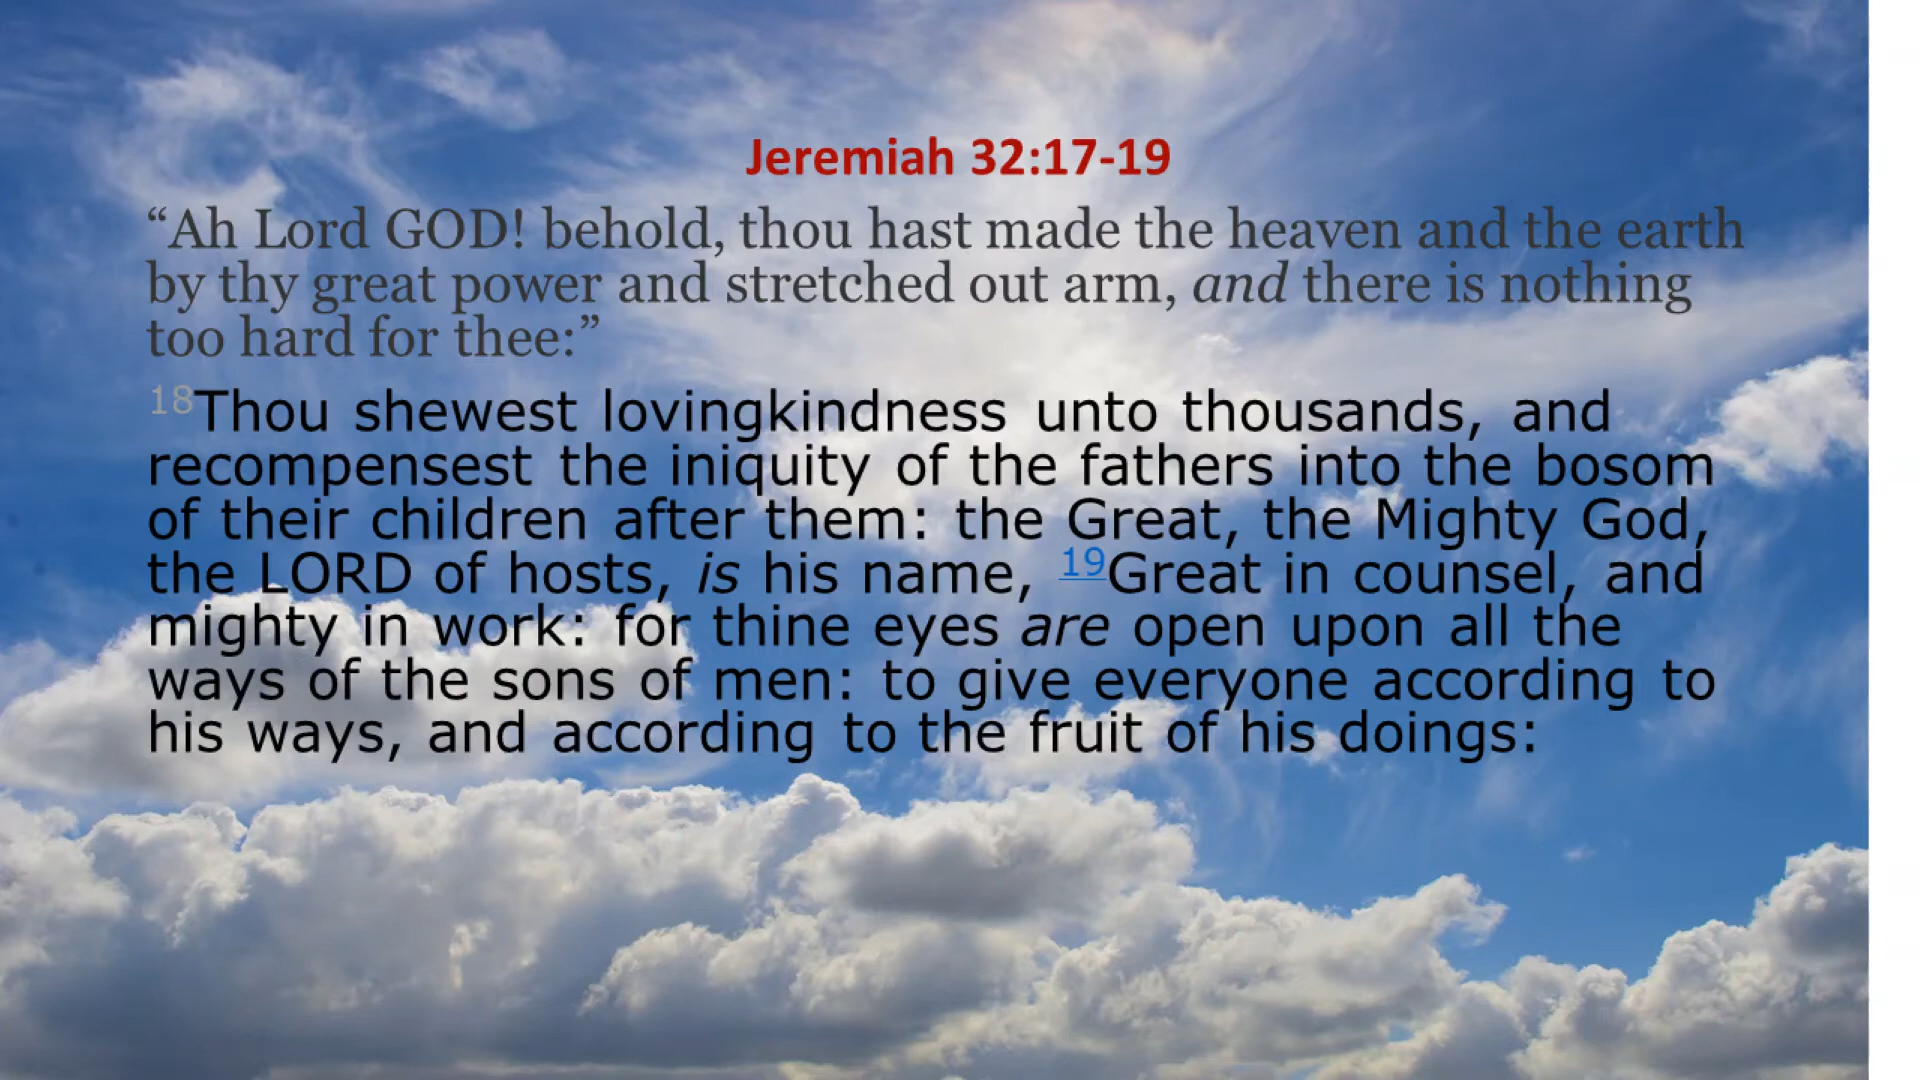 Jeremiah 32:17-19
“Ah Lord GOD! behold, thou hast made the heaven and the earth
by thy great power and stretched out arm, and there is nothing
too hard for thee:”
18Thou shewest lovingkindness unto thousands, and
recompensest the iniquity of the fathers into the bosom
of their children after them: the Great, the Mighty God,
the LORD of hosts, is his name, 19Great in counsel, and
mighty in work: for thine eyes are open upon all the
ways of the sons of men: to give everyone according to
his ways, and according to the fruit of his doings: